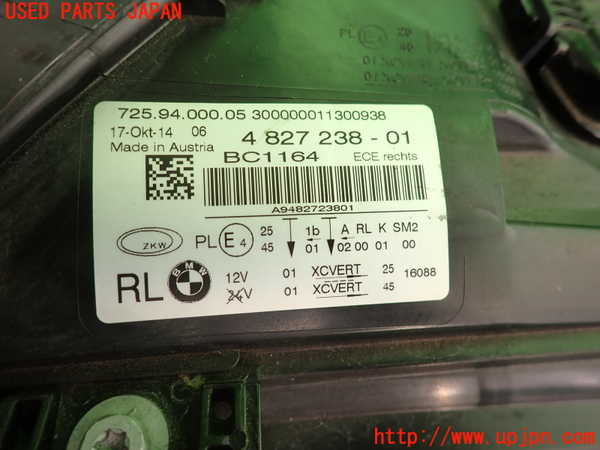 USED PARTS JAPAN
PL E
725.94.000.05 300000011300938
17-Okt-14 06
4 827 238 - 01
Made in Austria
BC1164
ECE rechts
A9482723801
ZKW
PL E4 25 1b A RL K SM2
45 01 02 00 01 00
RL BMW 12V 01 XCVERT 25 16088
24V 01 XCVERT 45
http://www.upjpn.com/